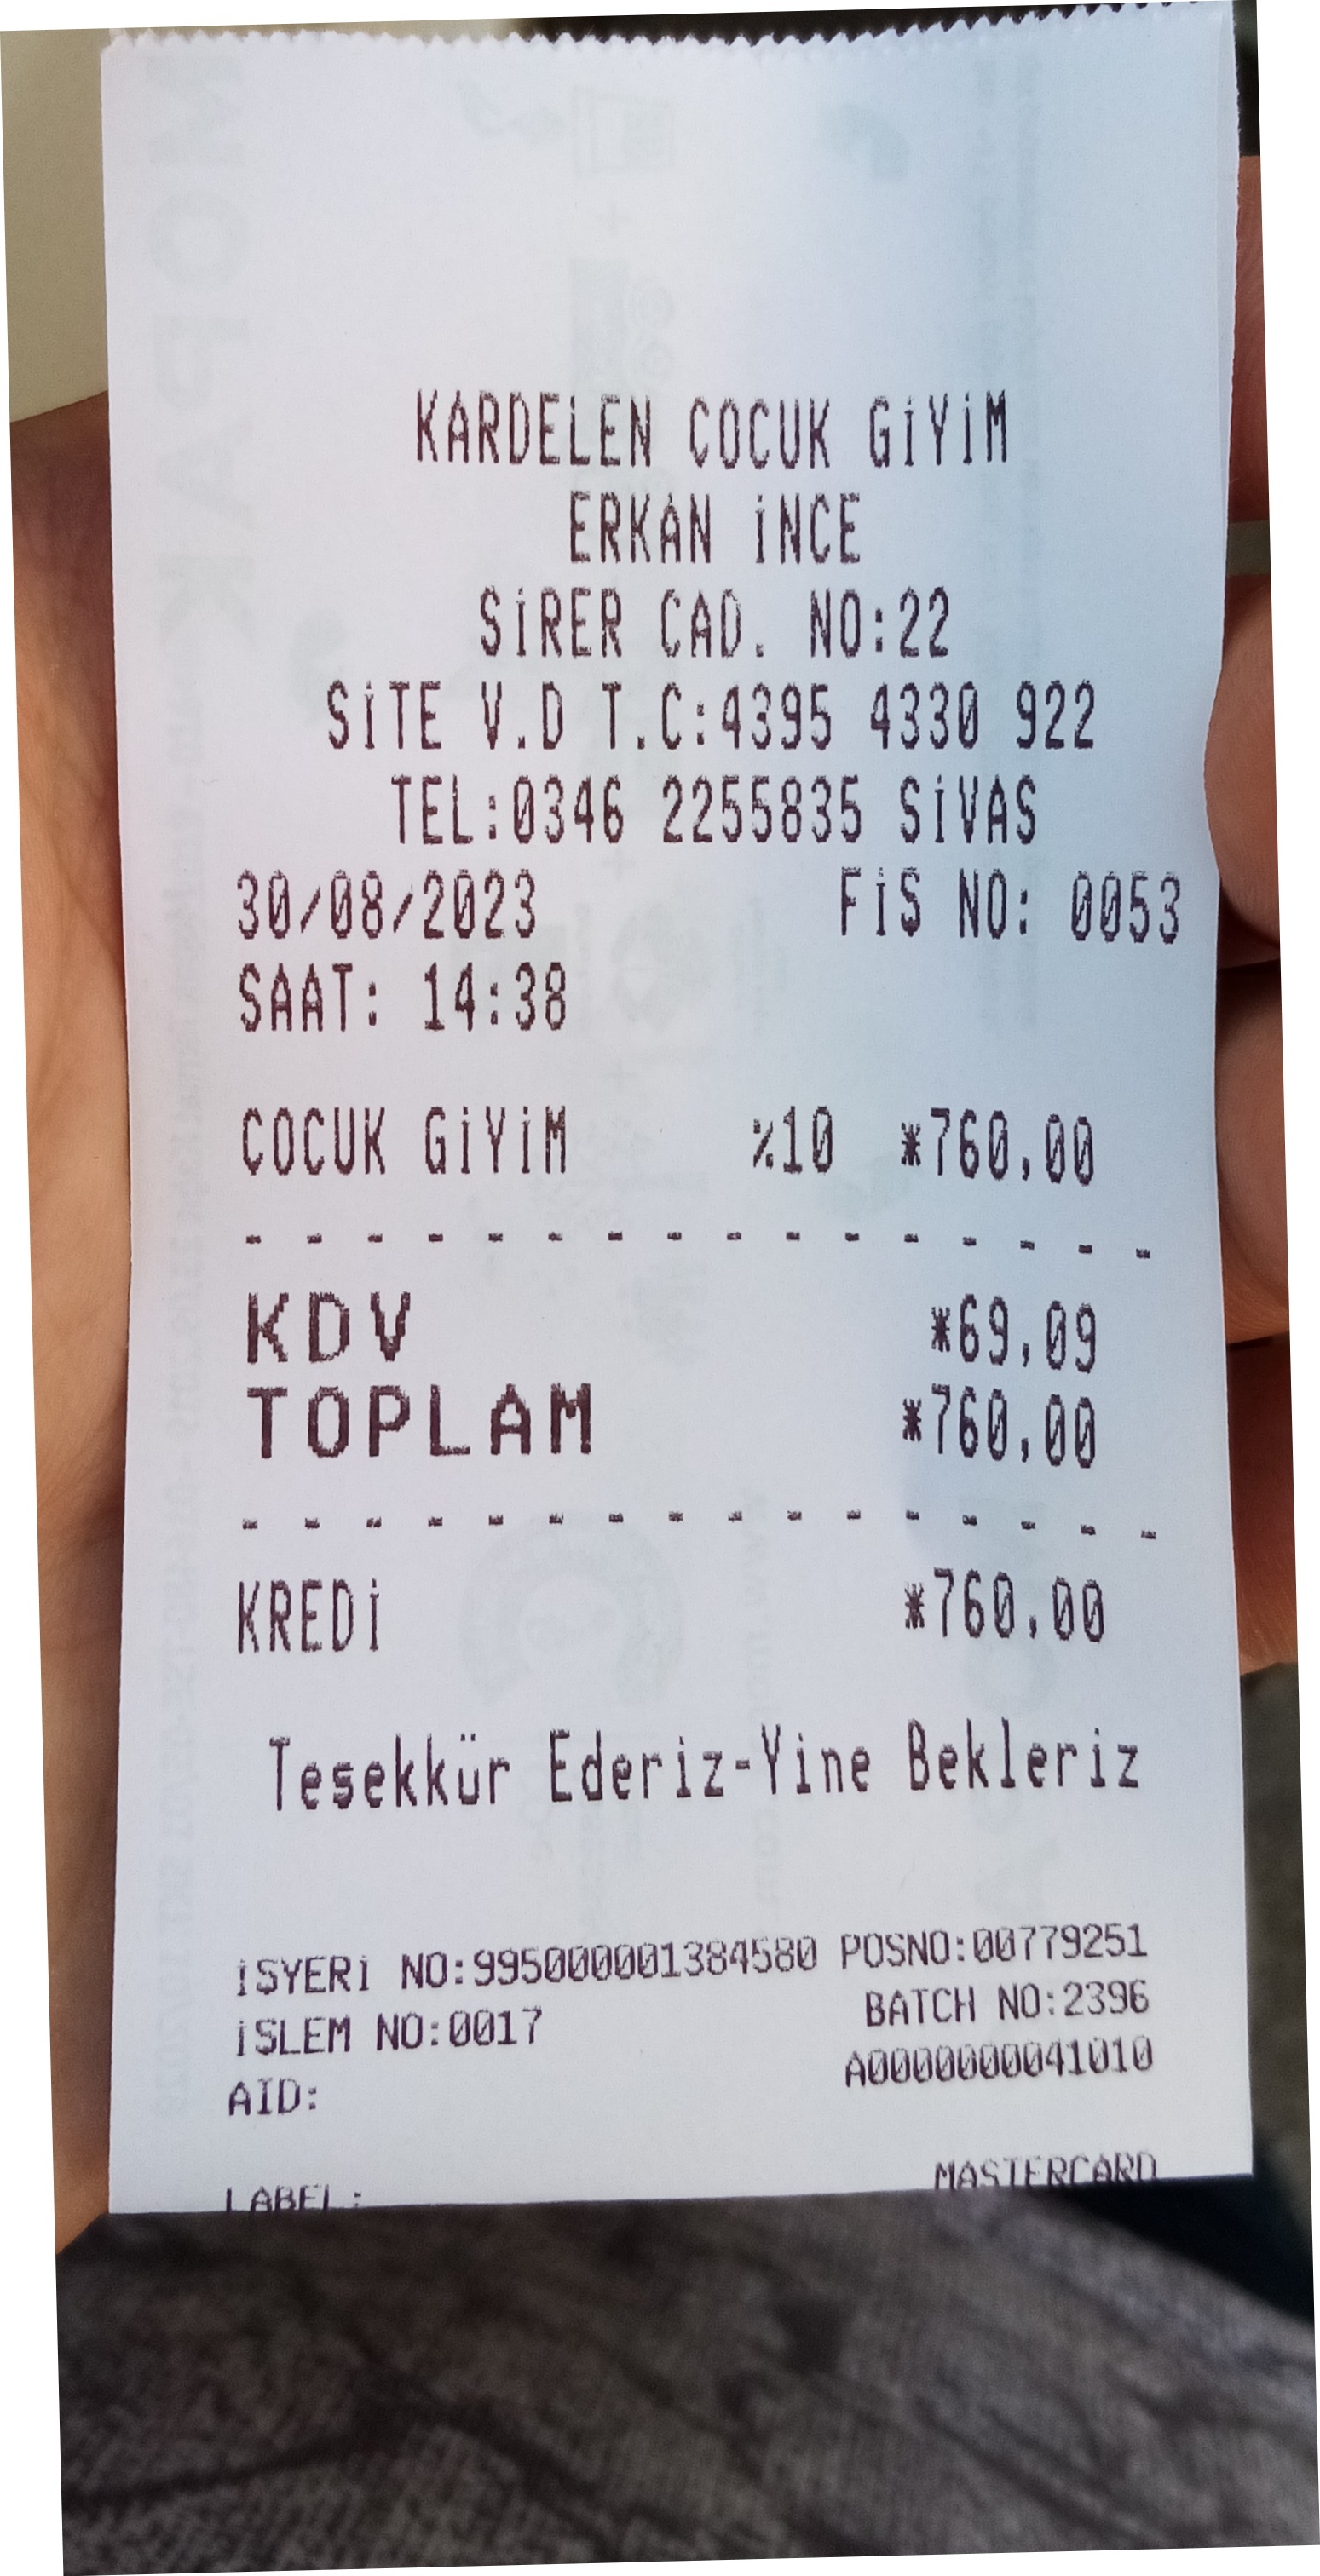 KARDELEN COCUK GİYİM
ERKAN İNCE
SİRER CAD. NO:22
SİTE V.D T.C:4395 4330 922
TEL:0346 2255835 SİVAS
30/08/2023 FİS NO: 0053
SAAT: 14:38
COCUK GİYİM %10 *760,00
KDV *69,09
TOPLAM *760,00
KREDİ *760,00
Teşekkür Ederiz-Yine Bekleriz
İSYERİ NO:995000001384580 POSNO:00779251
İSLEM NO:0017 BATCH NO:2396
AID: A0000000041010
LABEL: MASTERCARD